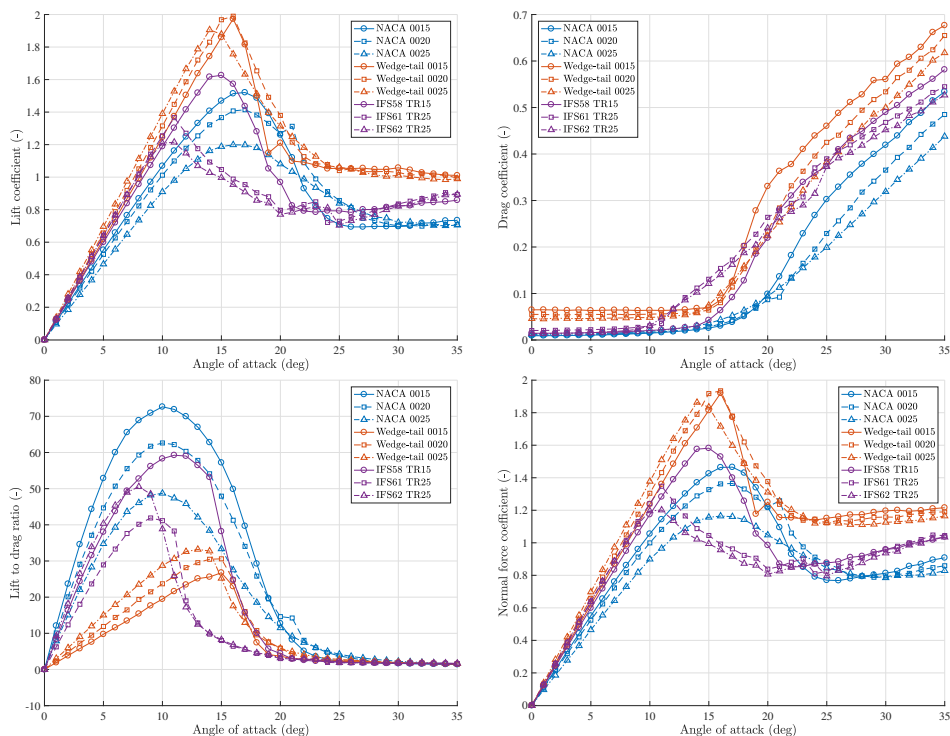 2
1.8
1.6
1.4
1.2
1
0.8
0.6
0.4
0.2
0
0 5 10 15 20 25 30 35
Angle of attack (deg)
Lift coefficient (-)
NACA 0015
NACA 0020
NACA 0025
Wedge-tail 0015
Wedge-tail 0020
Wedge-tail 0025
IFS58 TR15
IFS61 TR25
IFS62 TR25
0.7
0.6
0.5
0.4
0.3
0.2
0.1
0
0 5 10 15 20 25 30 35
Angle of attack (deg)
Drag coefficient (-)
NACA 0015
NACA 0020
NACA 0025
Wedge-tail 0015
Wedge-tail 0020
Wedge-tail 0025
IFS58 TR15
IFS61 TR25
IFS62 TR25
80
70
60
50
40
30
20
10
0
-10
0 5 10 15 20 25 30 35
Angle of attack (deg)
Lift to drag ratio (-)
NACA 0015
NACA 0020
NACA 0025
Wedge-tail 0015
Wedge-tail 0020
Wedge-tail 0025
IFS58 TR15
IFS61 TR25
IFS62 TR25
2
1.8
1.6
1.4
1.2
1
0.8
0.6
0.4
0.2
0
0 5 10 15 20 25 30 35
Angle of attack (deg)
Normal force coefficient (-)
NACA 0015
NACA 0020
NACA 0025
Wedge-tail 0015
Wedge-tail 0020
Wedge-tail 0025
IFS58 TR15
IFS61 TR25
IFS62 TR25